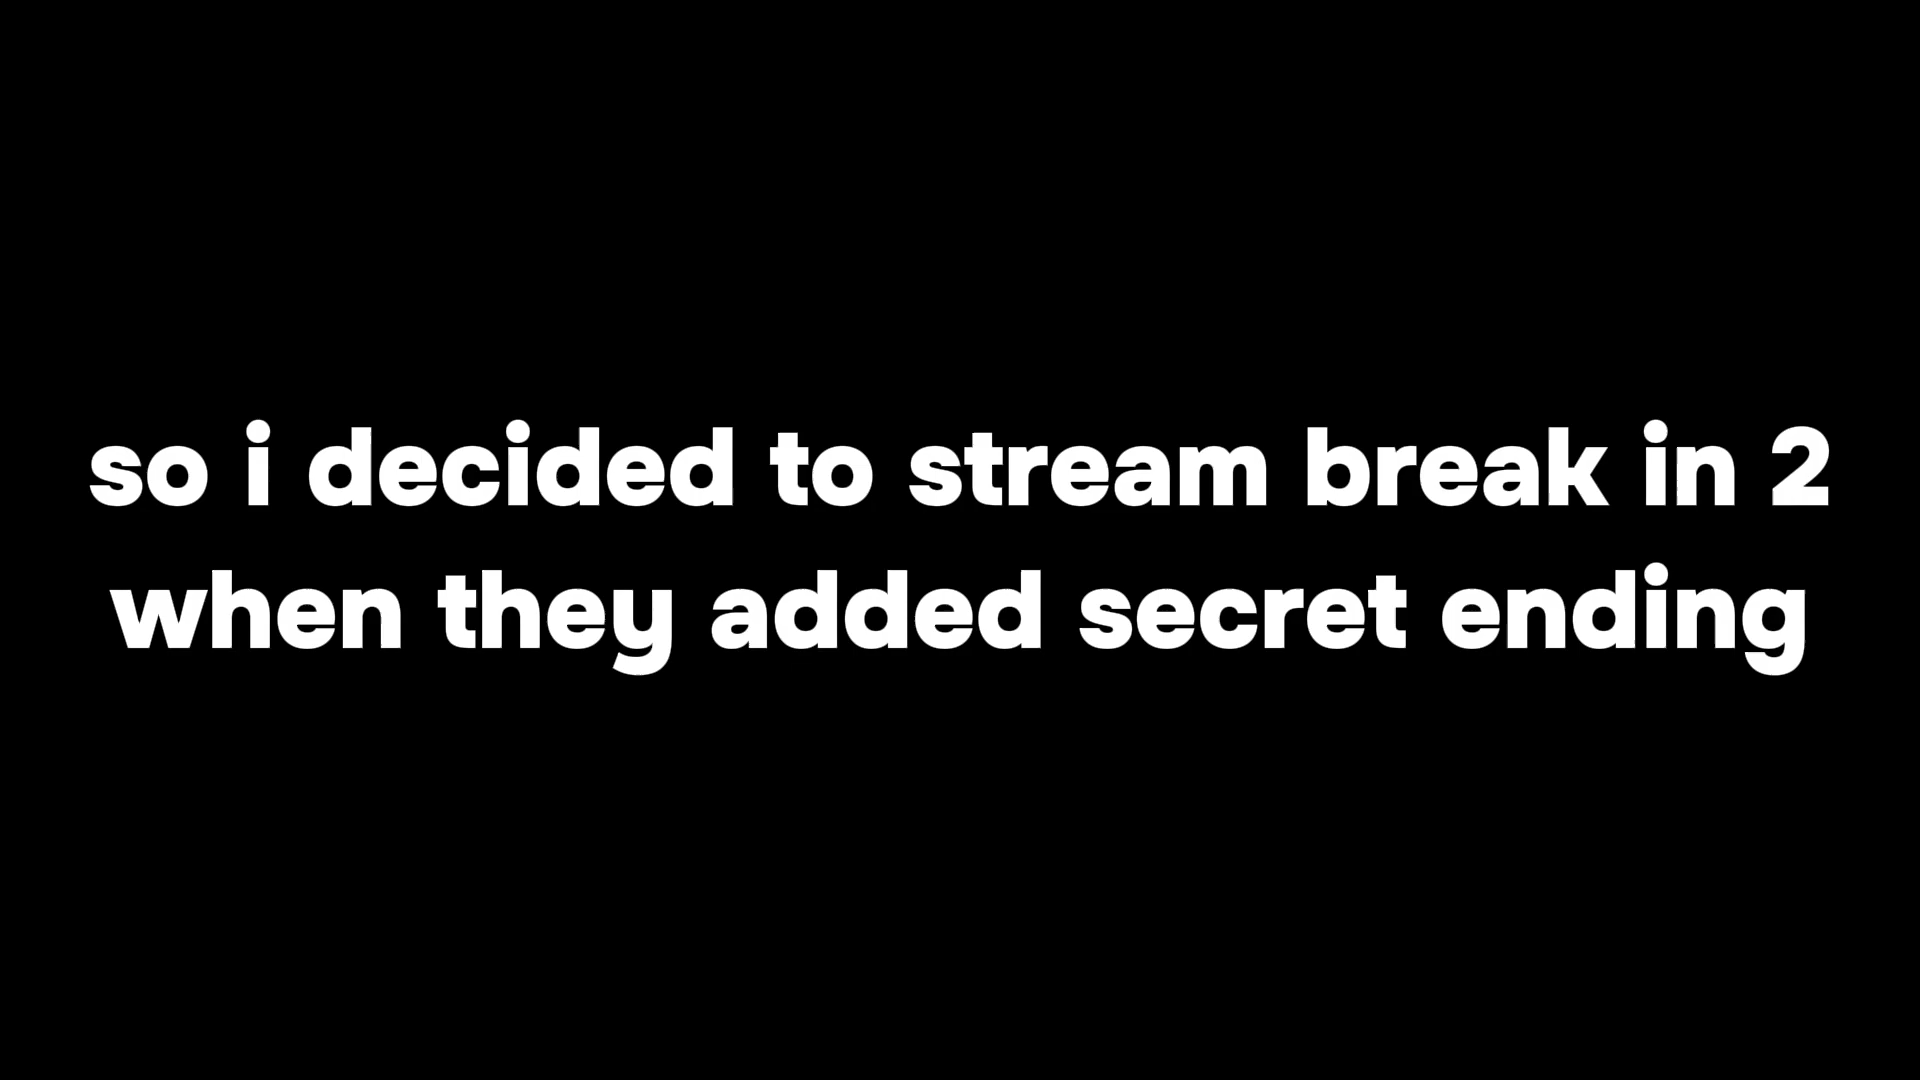 so i decided to stream break in 2
when they added secret ending